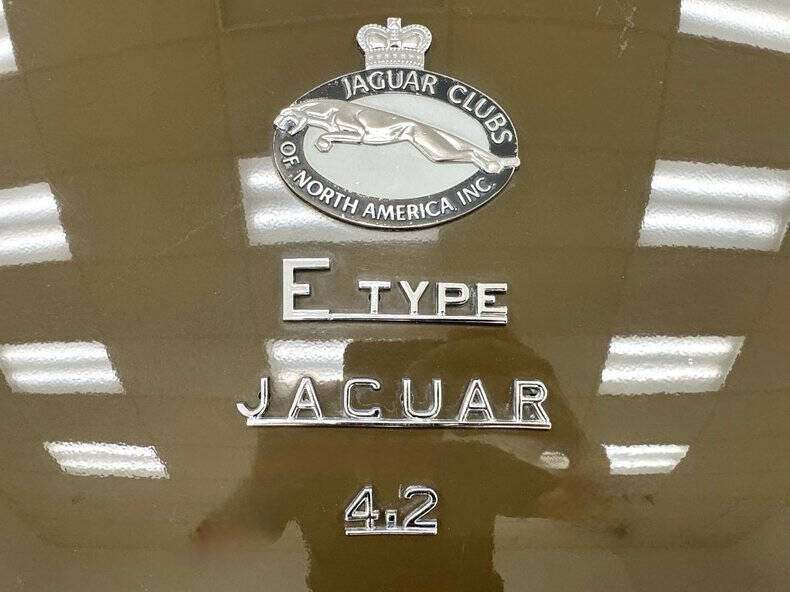 JAGUAR CLUBS
OF NORTH AMERICA, INC.
E TYPE
JAGUAR
4.2